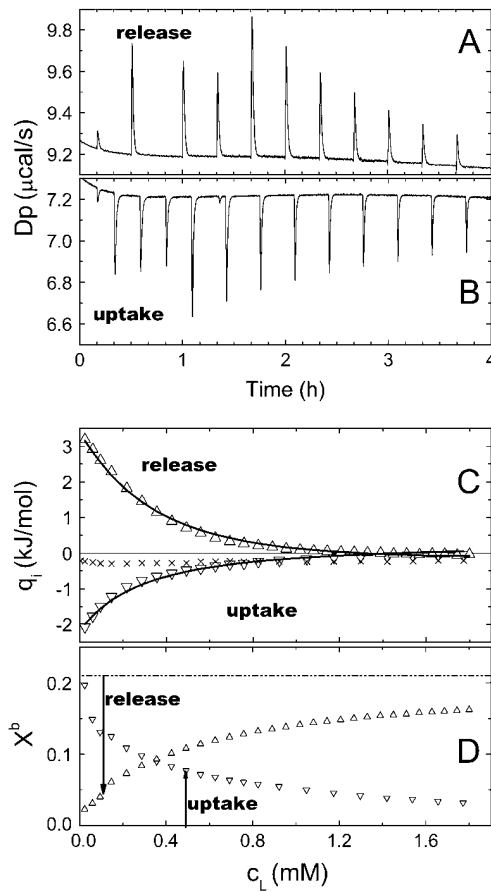 release
A
9.8
9.6
9.4
9.2
Dp (μcal/s)
7.2
7.0
6.8
6.6
uptake
B
0
1
2
3
4
Time (h)
3
2
1
0
-1
-2
q_i (kJ/mol)
release
C
uptake
0.2
0.1
0.0
X^b
release
D
uptake
0.0
0.4
0.8
1.2
1.6
c_L (mM)